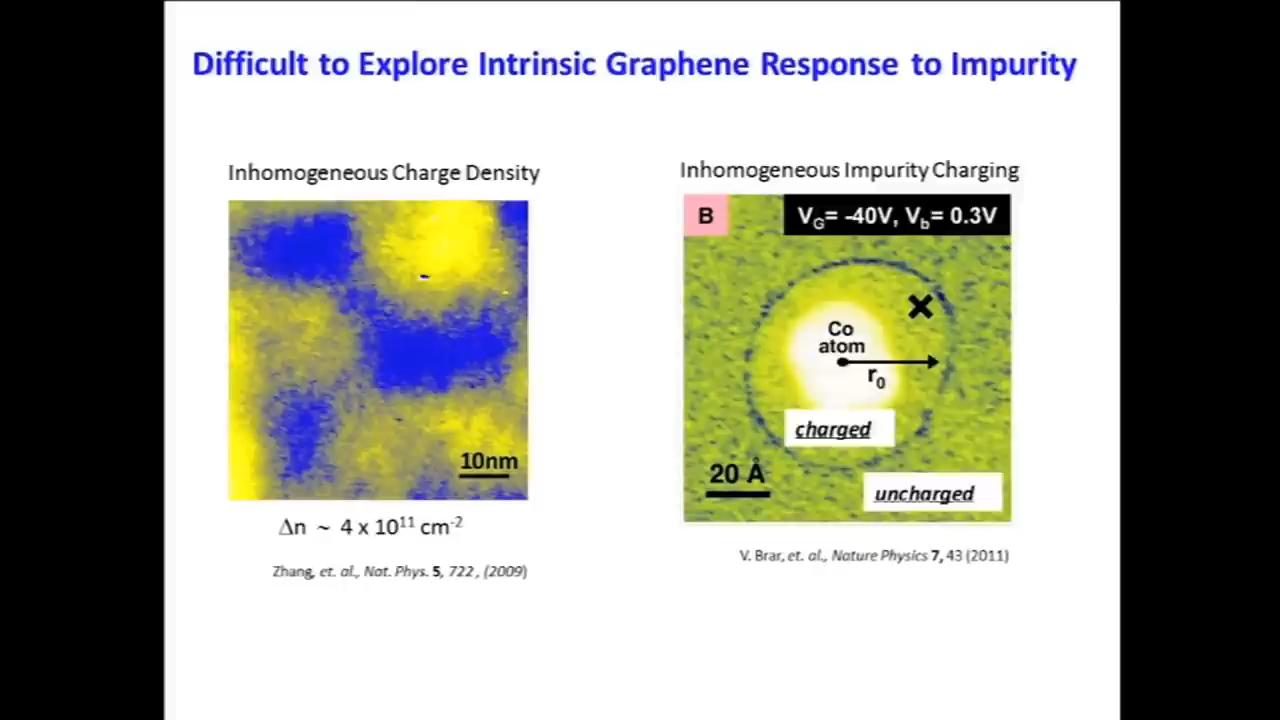 Difficult to Explore Intrinsic Graphene Response to Impurity
Inhomogeneous Charge Density
10nm
Δn ~ 4 x 10¹¹ cm⁻²
Zhang, et. al., Nat. Phys. 5, 722, (2009)
Inhomogeneous Impurity Charging
B
V_G= -40V, V_b= 0.3V
Co
atom
r₀
charged
20 Å
uncharged
V. Brar, et. al., Nature Physics 7, 43 (2011)